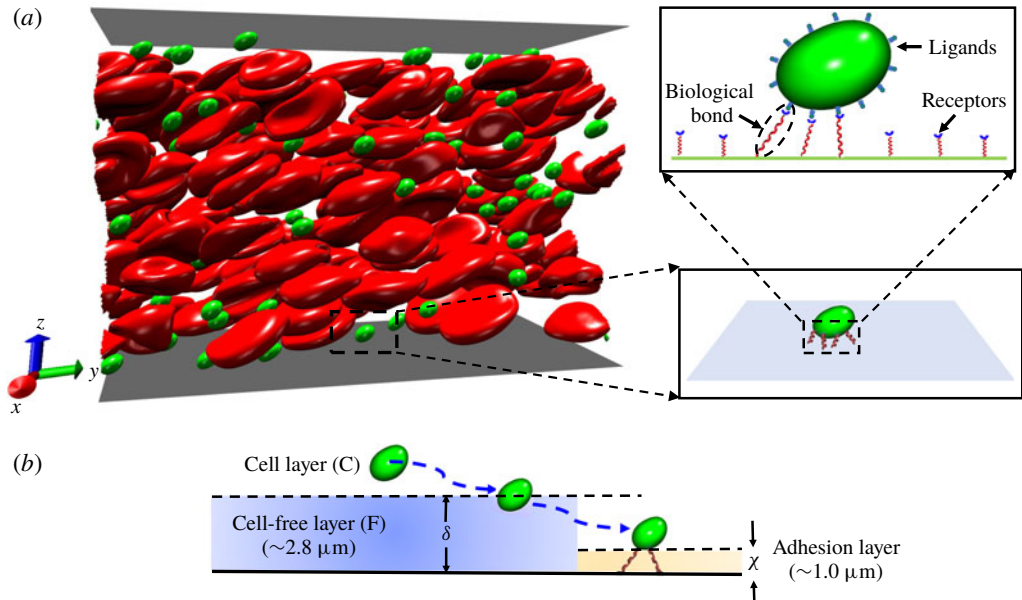 (a)
Ligands
Biological
bond
Receptors
z
y
x
(b)
Cell layer (C)
Cell-free layer (F)
(∼2.8 μm)
δ
χ
Adhesion layer
(∼1.0 μm)